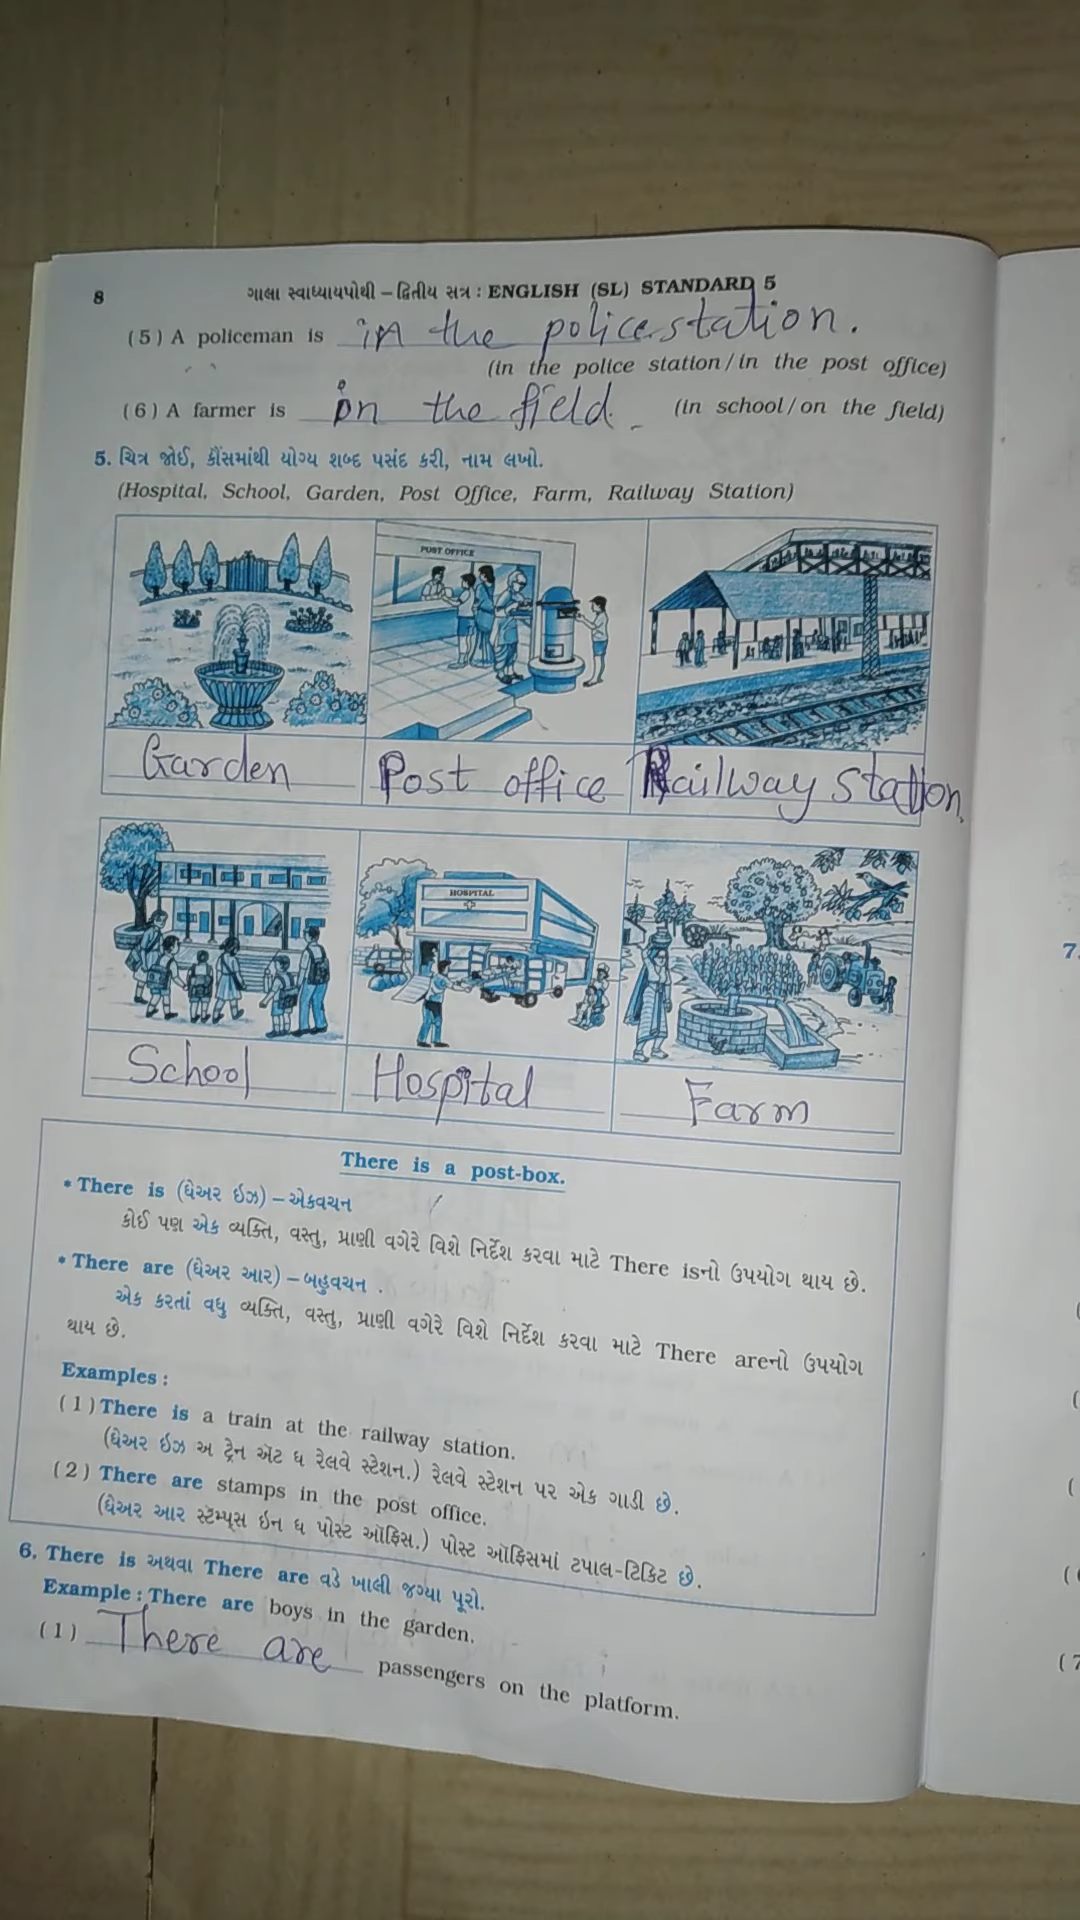 8 ગાલા સ્વાધ્યાયપોથી – દ્વિતીય સત્ર : ENGLISH (SL) STANDARD 5
(5) A policeman is in the police station.
(in the police station/in the post office)
(6) A farmer is on the field. (in school/on the field)
5. ચિત્ર જોઈ, કૌંસમાંથી યોગ્ય શબ્દ પસંદ કરી, નામ લખો.
(Hospital, School, Garden, Post Office, Farm, Railway Station)
POST OFFICE
Garden Post office Railway station.
HOSPITAL
School Hospital Farm
There is a post-box.
• There is (ધેઅર ઇઝ) – એકવચન
કોઈ પણ એક વ્યક્તિ, વસ્તુ, પ્રાણી વગેરે વિશે નિર્દેશ કરવા માટે There isનો ઉપયોગ થાય છે.
• There are (ધેઅર આર) – બહુવચન .
એક કરતાં વધુ વ્યક્તિ, વસ્તુ, પ્રાણી વગેરે વિશે નિર્દેશ કરવા માટે There areનો ઉપયોગ
થાય છે.
Examples :
(1) There is a train at the railway station.
(ધેઅર ઇઝ અ ટ્રેન ઍટ ધ રેલવે સ્ટેશન.) રેલવે સ્ટેશન પર એક ગાડી છે.
(2) There are stamps in the post office.
(ધેઅર આર સ્ટૅમ્પ્સ ઇન ધ પોસ્ટ ઑફિસ.) પોસ્ટ ઑફિસમાં ટપાલ-ટિકિટ છે.
6. There is અથવા There are વડે ખાલી જગ્યા પૂરો.
Example : There are boys in the garden.
(1) There are passengers on the platform.
7.
(7